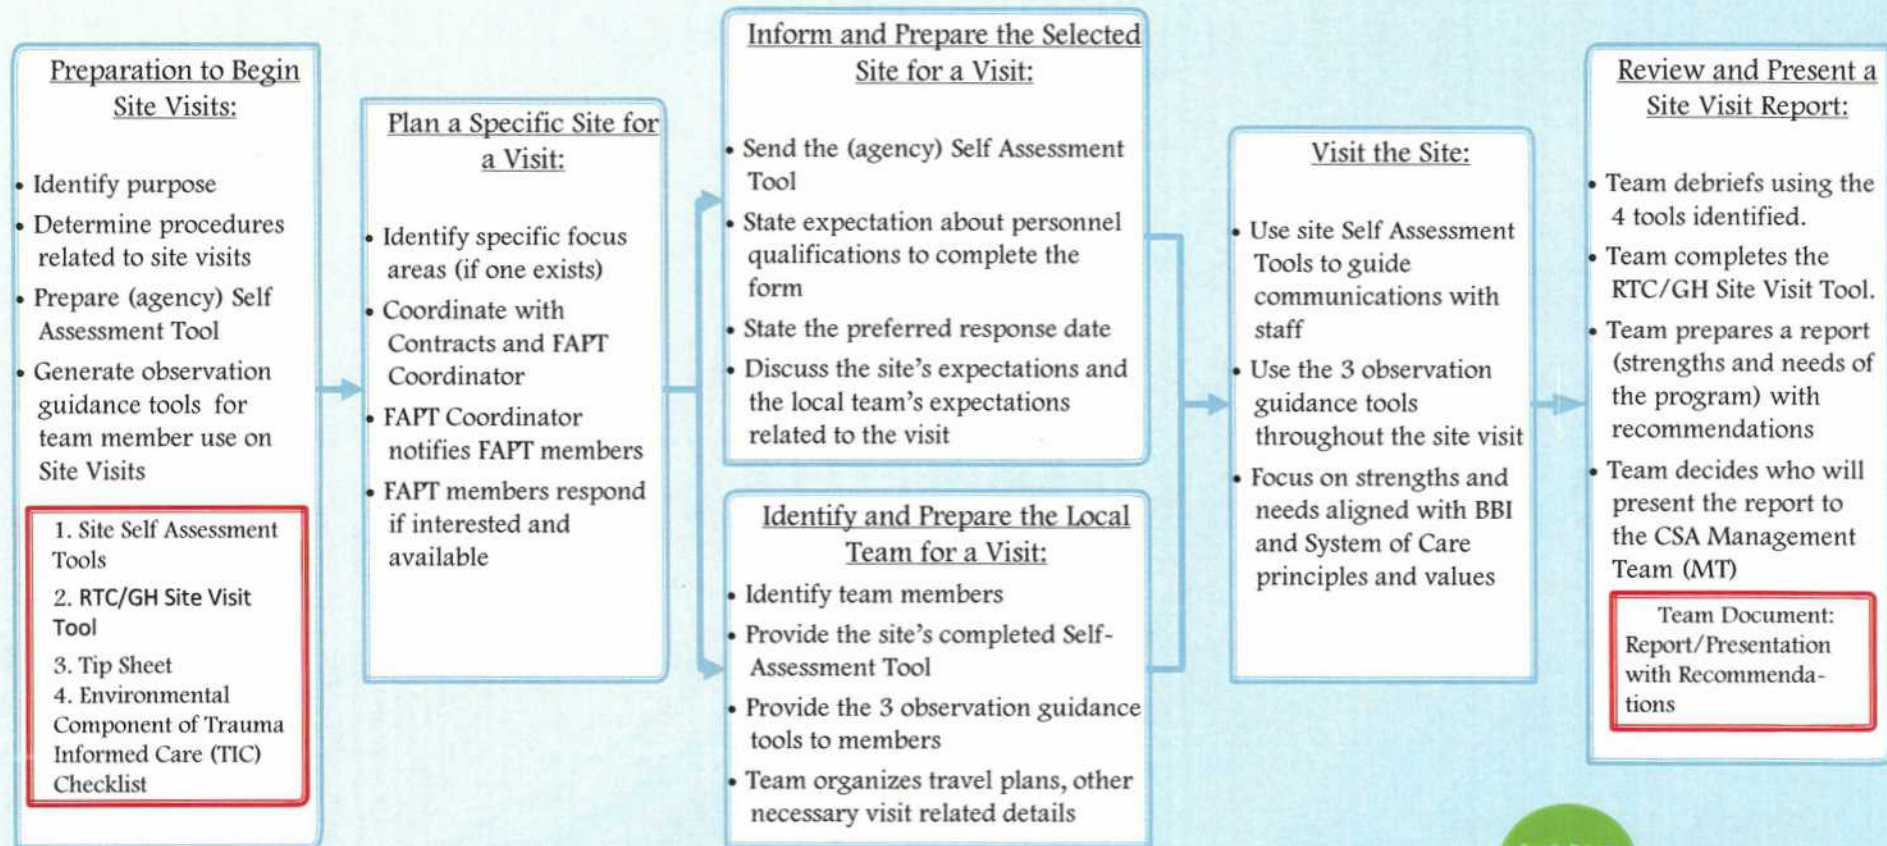 Preparation to Begin
Site Visits:
• Identify purpose
• Determine procedures
related to site visits
• Prepare (agency) Self
Assessment Tool
• Generate observation
guidance tools for
team member use on
Site Visits
1. Site Self Assessment
Tools
2. RTC/GH Site Visit
Tool
3. Tip Sheet
4. Environmental
Component of Trauma
Informed Care (TIC)
Checklist
Plan a Specific Site for
a Visit:
• Identify specific focus
areas (if one exists)
• Coordinate with
Contracts and FAPT
Coordinator
• FAPT Coordinator
notifies FAPT members
• FAPT members respond
if interested and
available
Inform and Prepare the Selected
Site for a Visit:
• Send the (agency) Self Assessment
Tool
• State expectation about personnel
qualifications to complete the
form
• State the preferred response date
• Discuss the site's expectations and
the local team's expectations
related to the visit
Identify and Prepare the Local
Team for a Visit:
• Identify team members
• Provide the site's completed Self-
Assessment Tool
• Provide the 3 observation guidance
tools to members
• Team organizes travel plans, other
necessary visit related details
Visit the Site:
• Use site Self Assessment
Tools to guide
communications with
staff
• Use the 3 observation
guidance tools
throughout the site visit
• Focus on strengths and
needs aligned with BBI
and System of Care
principles and values
Review and Present a
Site Visit Report:
• Team debriefs using the
4 tools identified.
• Team completes the
RTC/GH Site Visit Tool.
• Team prepares a report
(strengths and needs of
the program) with
recommendations
• Team decides who will
present the report to
the CSA Management
Team (MT)
Team Document:
Report/Presentation
with Recommenda-
tions